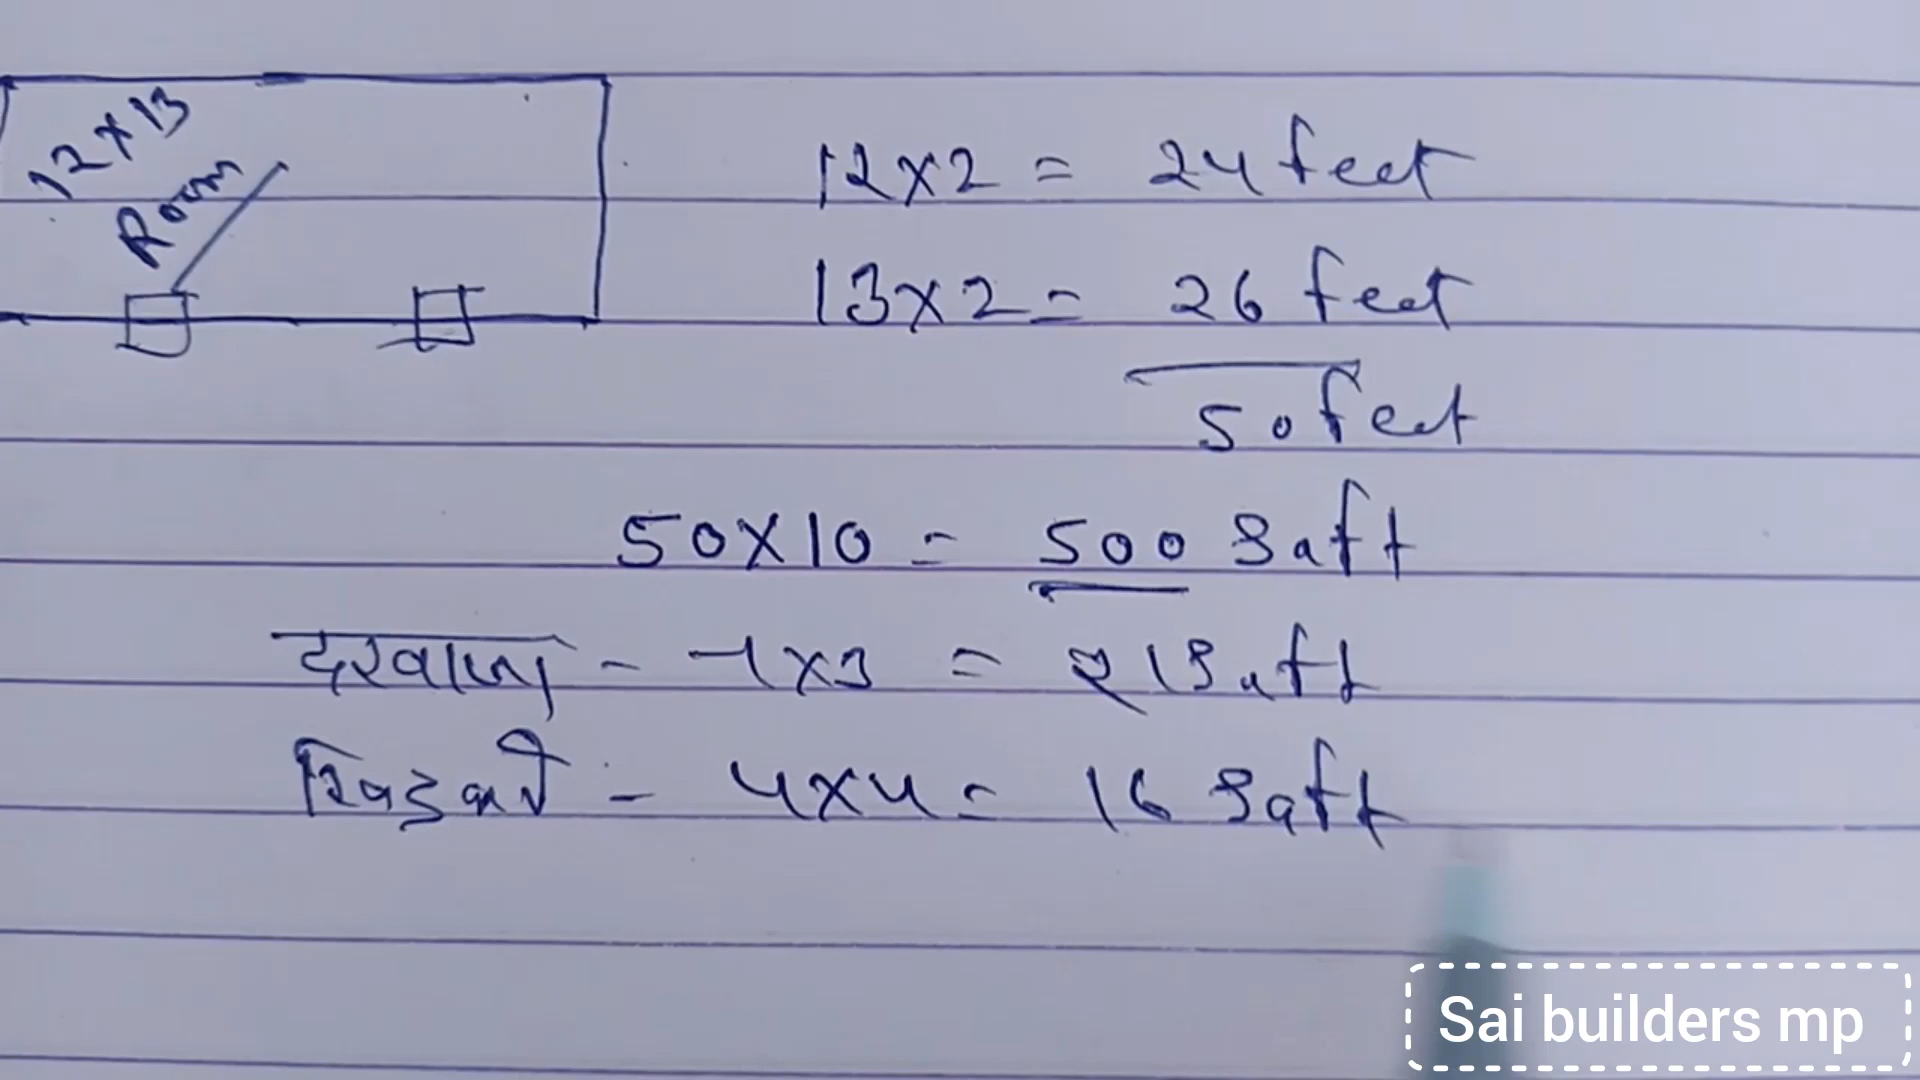 12x13
Room
12x2 = 24 feet
13x2 = 26 feet
50 feet
50x10 = 500 Sqft
दरवाजा - 7x3 = 21 Sqft
खिड़की - 4x4 = 16 Sqft
Sai builders mp